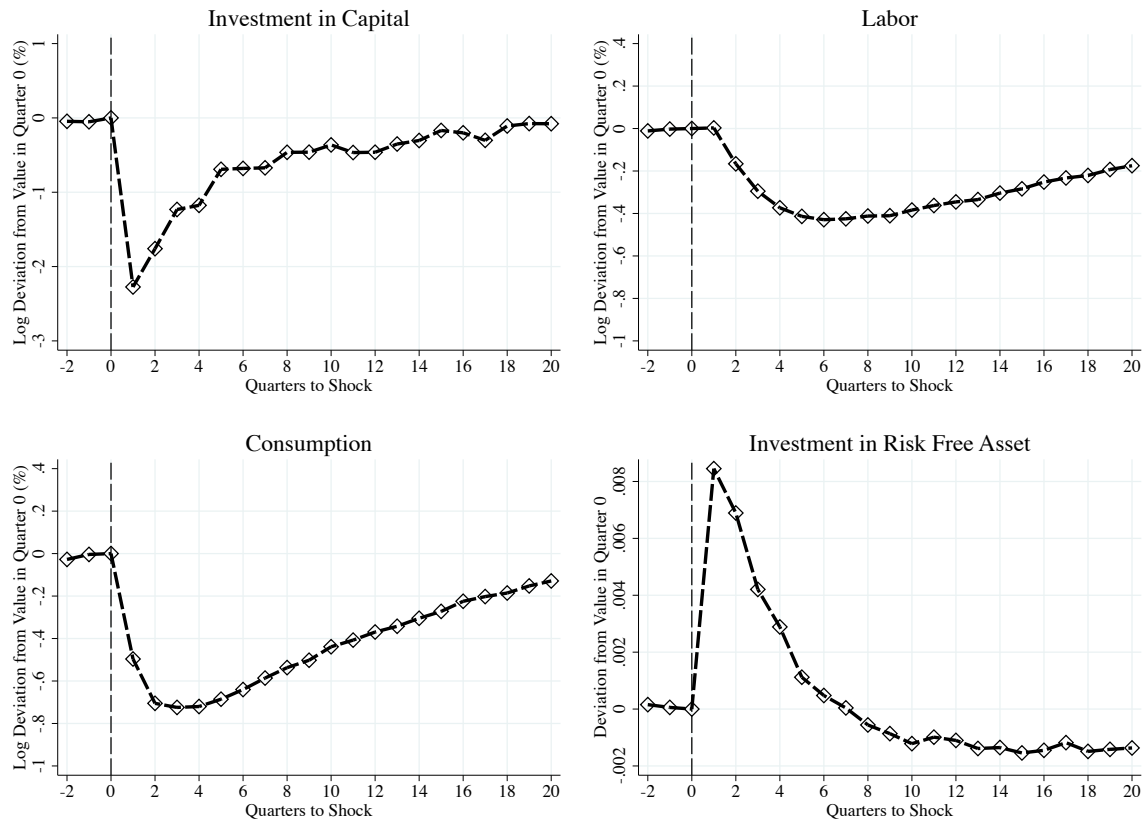 Investment in Capital
Log Deviation from Value in Quarter 0 (%)
1
0
-1
-2
-3
-2 0 2 4 6 8 10 12 14 16 18 20
Quarters to Shock
Labor
Log Deviation from Value in Quarter 0 (%)
.4
.2
0
-.2
-.4
-.6
-.8
-1
-2 0 2 4 6 8 10 12 14 16 18 20
Quarters to Shock
Consumption
Log Deviation from Value in Quarter 0 (%)
.4
.2
0
-.2
-.4
-.6
-.8
-1
-2 0 2 4 6 8 10 12 14 16 18 20
Quarters to Shock
Investment in Risk Free Asset
Deviation from Value in Quarter 0
.008
.006
.004
.002
0
-.002
-2 0 2 4 6 8 10 12 14 16 18 20
Quarters to Shock